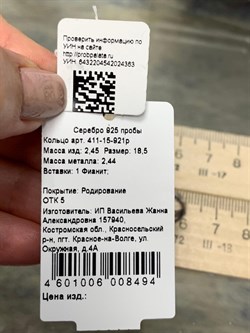 Проверить информацию по
УИН на сайте
http://probpalata.ru
УИН: 6432204542024363
Серебро 925 пробы
Кольцо арт. 411-15-921р
Масса изд: 2,45 Размер: 18,5
Масса металла: 2,44
Вставки: 1 Фианит;
Покрытие: Родирование
ОТК 5
Изготовитель: ИП Васильева Жанна
Александровна 157940,
Костромская обл., Красносельский
р-н, пгт. Красное-на-Волге, ул.
Окружная, д.4А
4 601006 008494
Цена изд.: